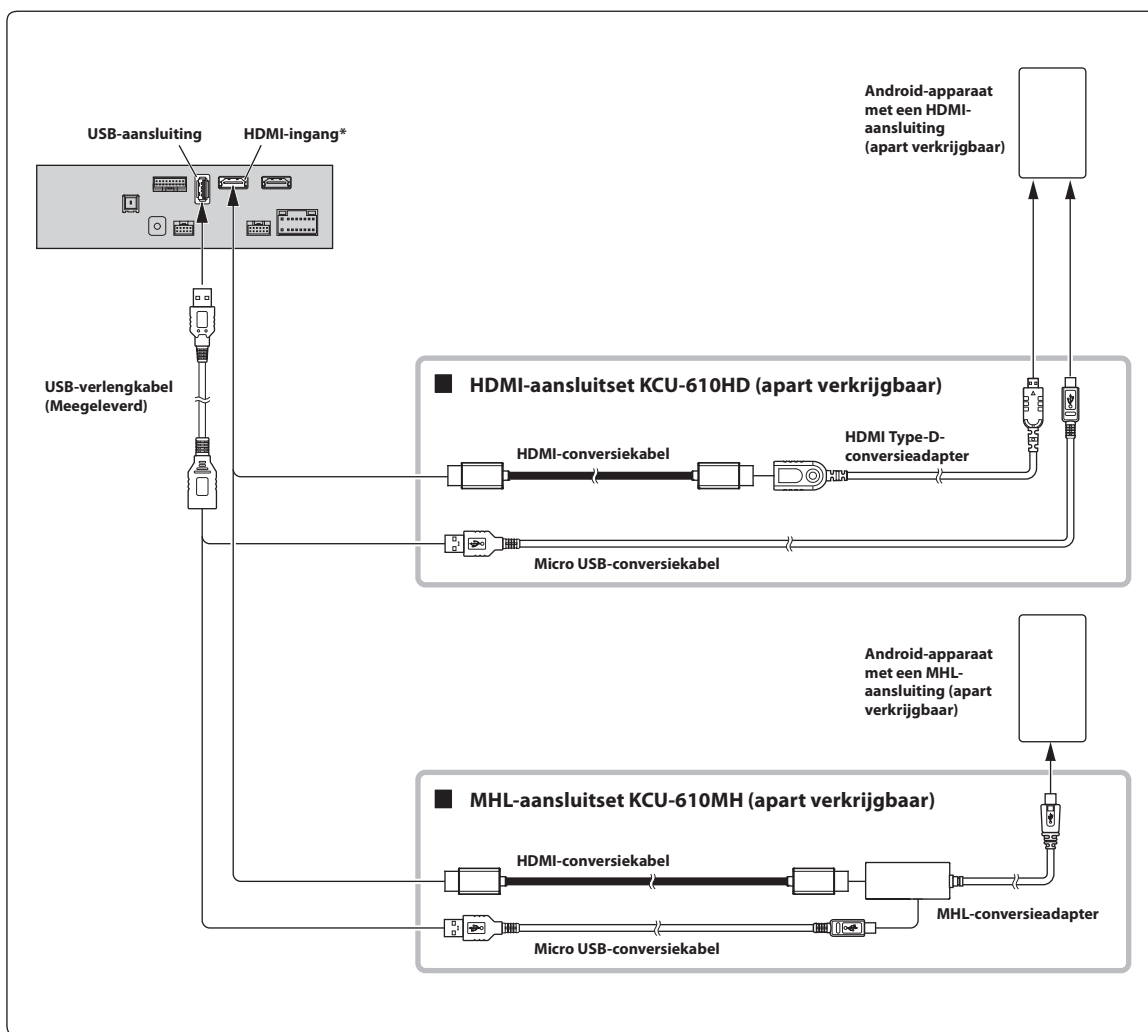 USB-aansluiting
HDMI-ingang*
Android-apparaat
met een HDMI-
aansluiting
(apart verkrijgbaar)
USB-verlengkabel
(Meegeleverd)
■ HDMI-aansluitset KCU-610HD (apart verkrijgbaar)
HDMI-conversiekabel
HDMI Type-D-
conversieadapter
Micro USB-conversiekabel
Android-apparaat
met een MHL-
aansluiting (apart
verkrijgbaar)
■ MHL-aansluitset KCU-610MH (apart verkrijgbaar)
HDMI-conversiekabel
MHL-conversieadapter
Micro USB-conversiekabel